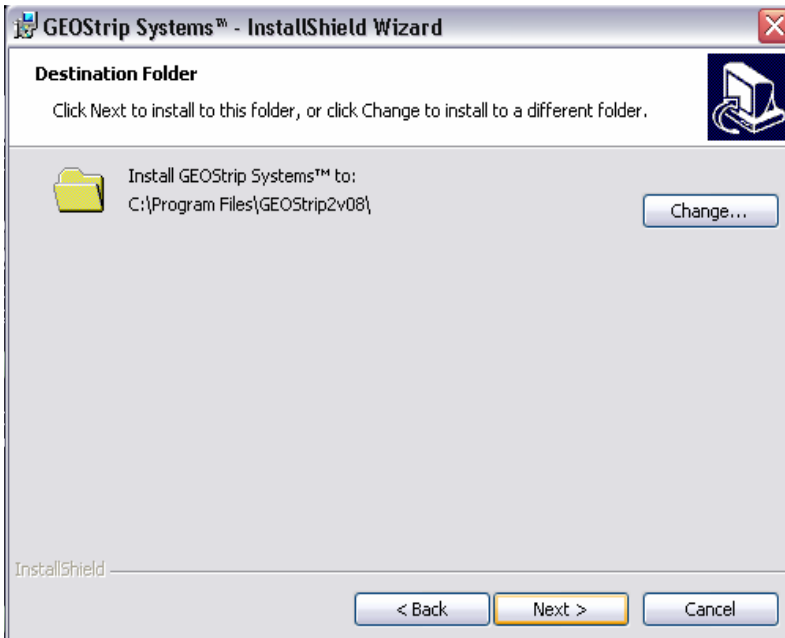 GEOStrip Systems™ - InstallShield Wizard
Destination Folder
Click Next to install to this folder, or click Change to install to a different folder.
Install GEOStrip Systems™ to:
C:\Program Files\GEOStrip2v08\
Change...
InstallShield
< Back
Next >
Cancel